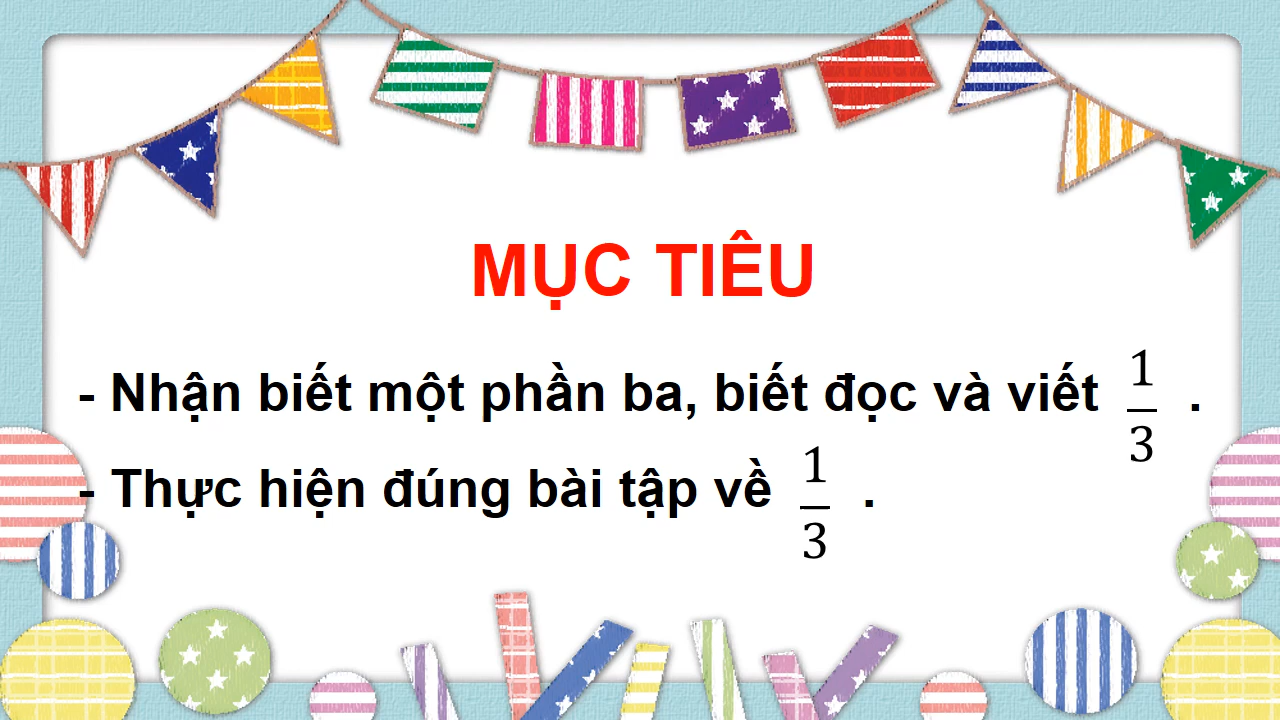 MỤC TIÊU
- Nhận biết một phần ba, biết đọc và viết 1/3 .
- Thực hiện đúng bài tập về 1/3 .